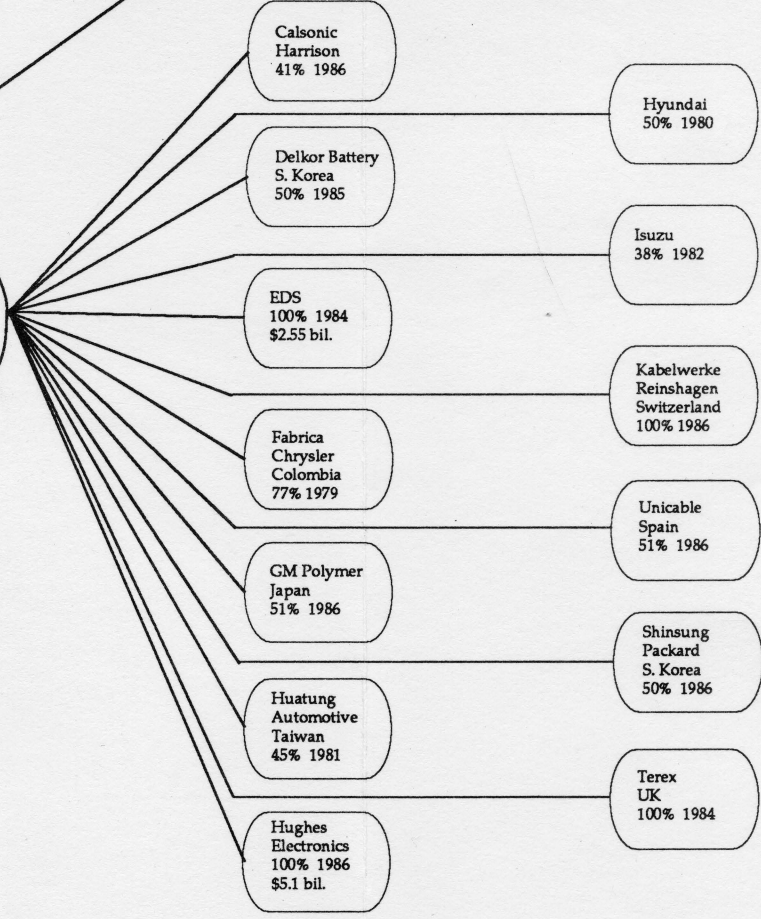 Calsonic
Harrison
41% 1986
Hyundai
50% 1980
Delkor Battery
S. Korea
50% 1985
Isuzu
38% 1982
EDS
100% 1984
$2.55 bil.
Kabelwerke
Reinshagen
Switzerland
100% 1986
Fabrica
Chrysler
Colombia
77% 1979
Unicable
Spain
51% 1986
GM Polymer
Japan
51% 1986
Shinsung
Packard
S. Korea
50% 1986
Huatung
Automotive
Taiwan
45% 1981
Terex
UK
100% 1984
Hughes
Electronics
100% 1986
$5.1 bil.